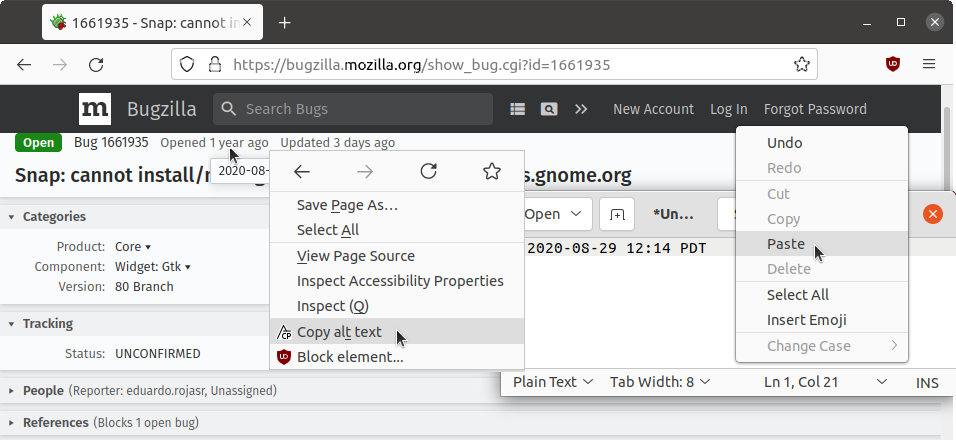 1661935 - Snap: cannot in
https://bugzilla.mozilla.org/show_bug.cgi?id=1661935
m Bugzilla Search Bugs New Account Log In Forgot Password
Open Bug 1661935 Opened 1 year ago Updated 3 days ago
2020-08-
Snap: cannot install/
s.gnome.org
Categories
Product: Core
Component: Widget: Gtk
Version: 80 Branch
Tracking
Status: UNCONFIRMED
People (Reporter: eduardo.rojasr, Unassigned)
References (Blocks 1 open bug)
Save Page As…
Select All
View Page Source
Inspect Accessibility Properties
Inspect (Q)
Copy alt text
Block element…
Open *Un…
2020-08-29 12:14 PDT
Plain Text Tab Width: 8 Ln 1, Col 21 INS
Undo
Redo
Cut
Copy
Paste
Delete
Select All
Insert Emoji
Change Case